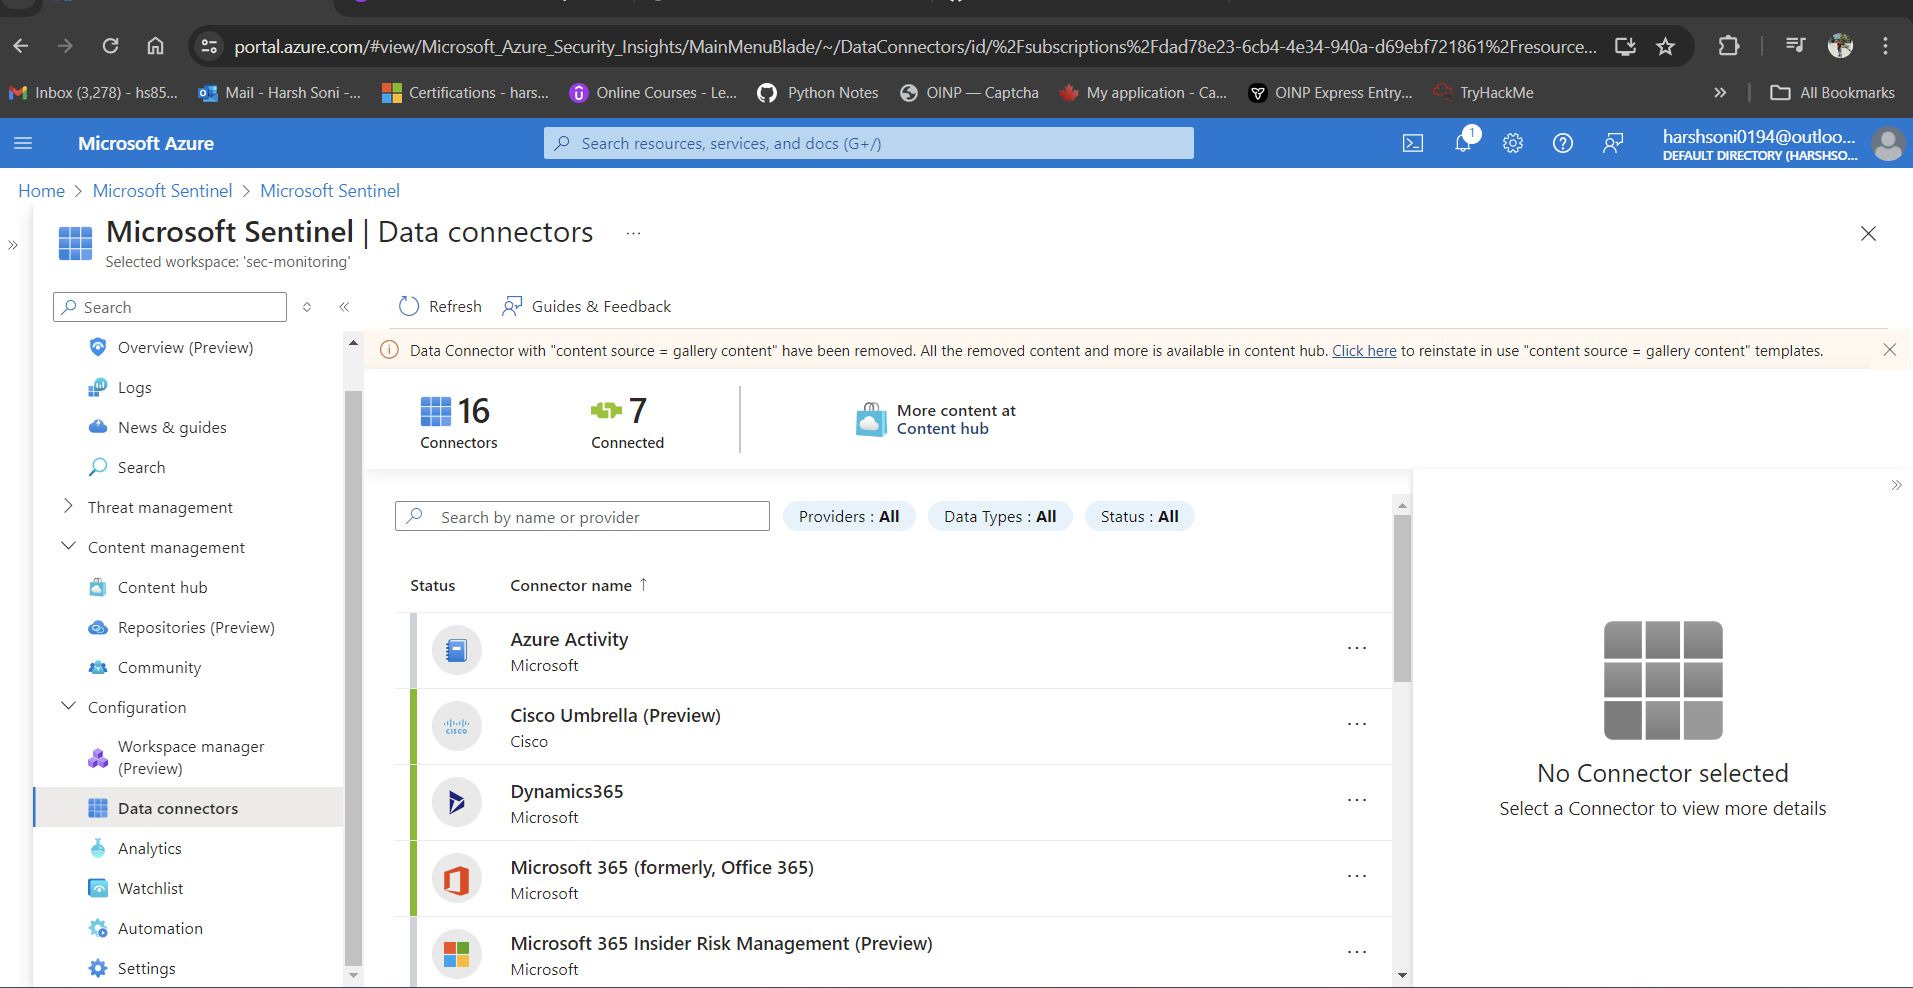 portal.azure.com/#view/Microsoft_Azure_Security_Insights/MainMenuBlade/~/DataConnectors/id/%2Fsubscriptions%2Fdad78e23-6cb4-4e34-940a-d69ebf721861%2Fresource...
Inbox (3,278) - hs85...
Mail - Harsh Soni -...
Certifications - hars...
Online Courses - Le...
Python Notes
OINP — Captcha
My application - Ca...
OINP Express Entry...
TryHackMe
All Bookmarks
Microsoft Azure
Search resources, services, and docs (G+/)
1
harshsoni0194@outloo...
DEFAULT DIRECTORY (HARSHSO...
Home > Microsoft Sentinel > Microsoft Sentinel
Microsoft Sentinel | Data connectors ...
Selected workspace: 'sec-monitoring'
Search
Overview (Preview)
Logs
News & guides
Search
Threat management
Content management
Content hub
Repositories (Preview)
Community
Configuration
Workspace manager
(Preview)
Data connectors
Analytics
Watchlist
Automation
Settings
Refresh
Guides & Feedback
Data Connector with "content source = gallery content" have been removed. All the removed content and more is available in content hub. Click here to reinstate in use "content source = gallery content" templates.
16
Connectors
7
Connected
More content at
Content hub
Search by name or provider
Providers : All
Data Types : All
Status : All
Status
Connector name ↑
Azure Activity
Microsoft
Cisco Umbrella (Preview)
Cisco
CISCO
Dynamics365
Microsoft
Microsoft 365 (formerly, Office 365)
Microsoft
Microsoft 365 Insider Risk Management (Preview)
Microsoft
No Connector selected
Select a Connector to view more details